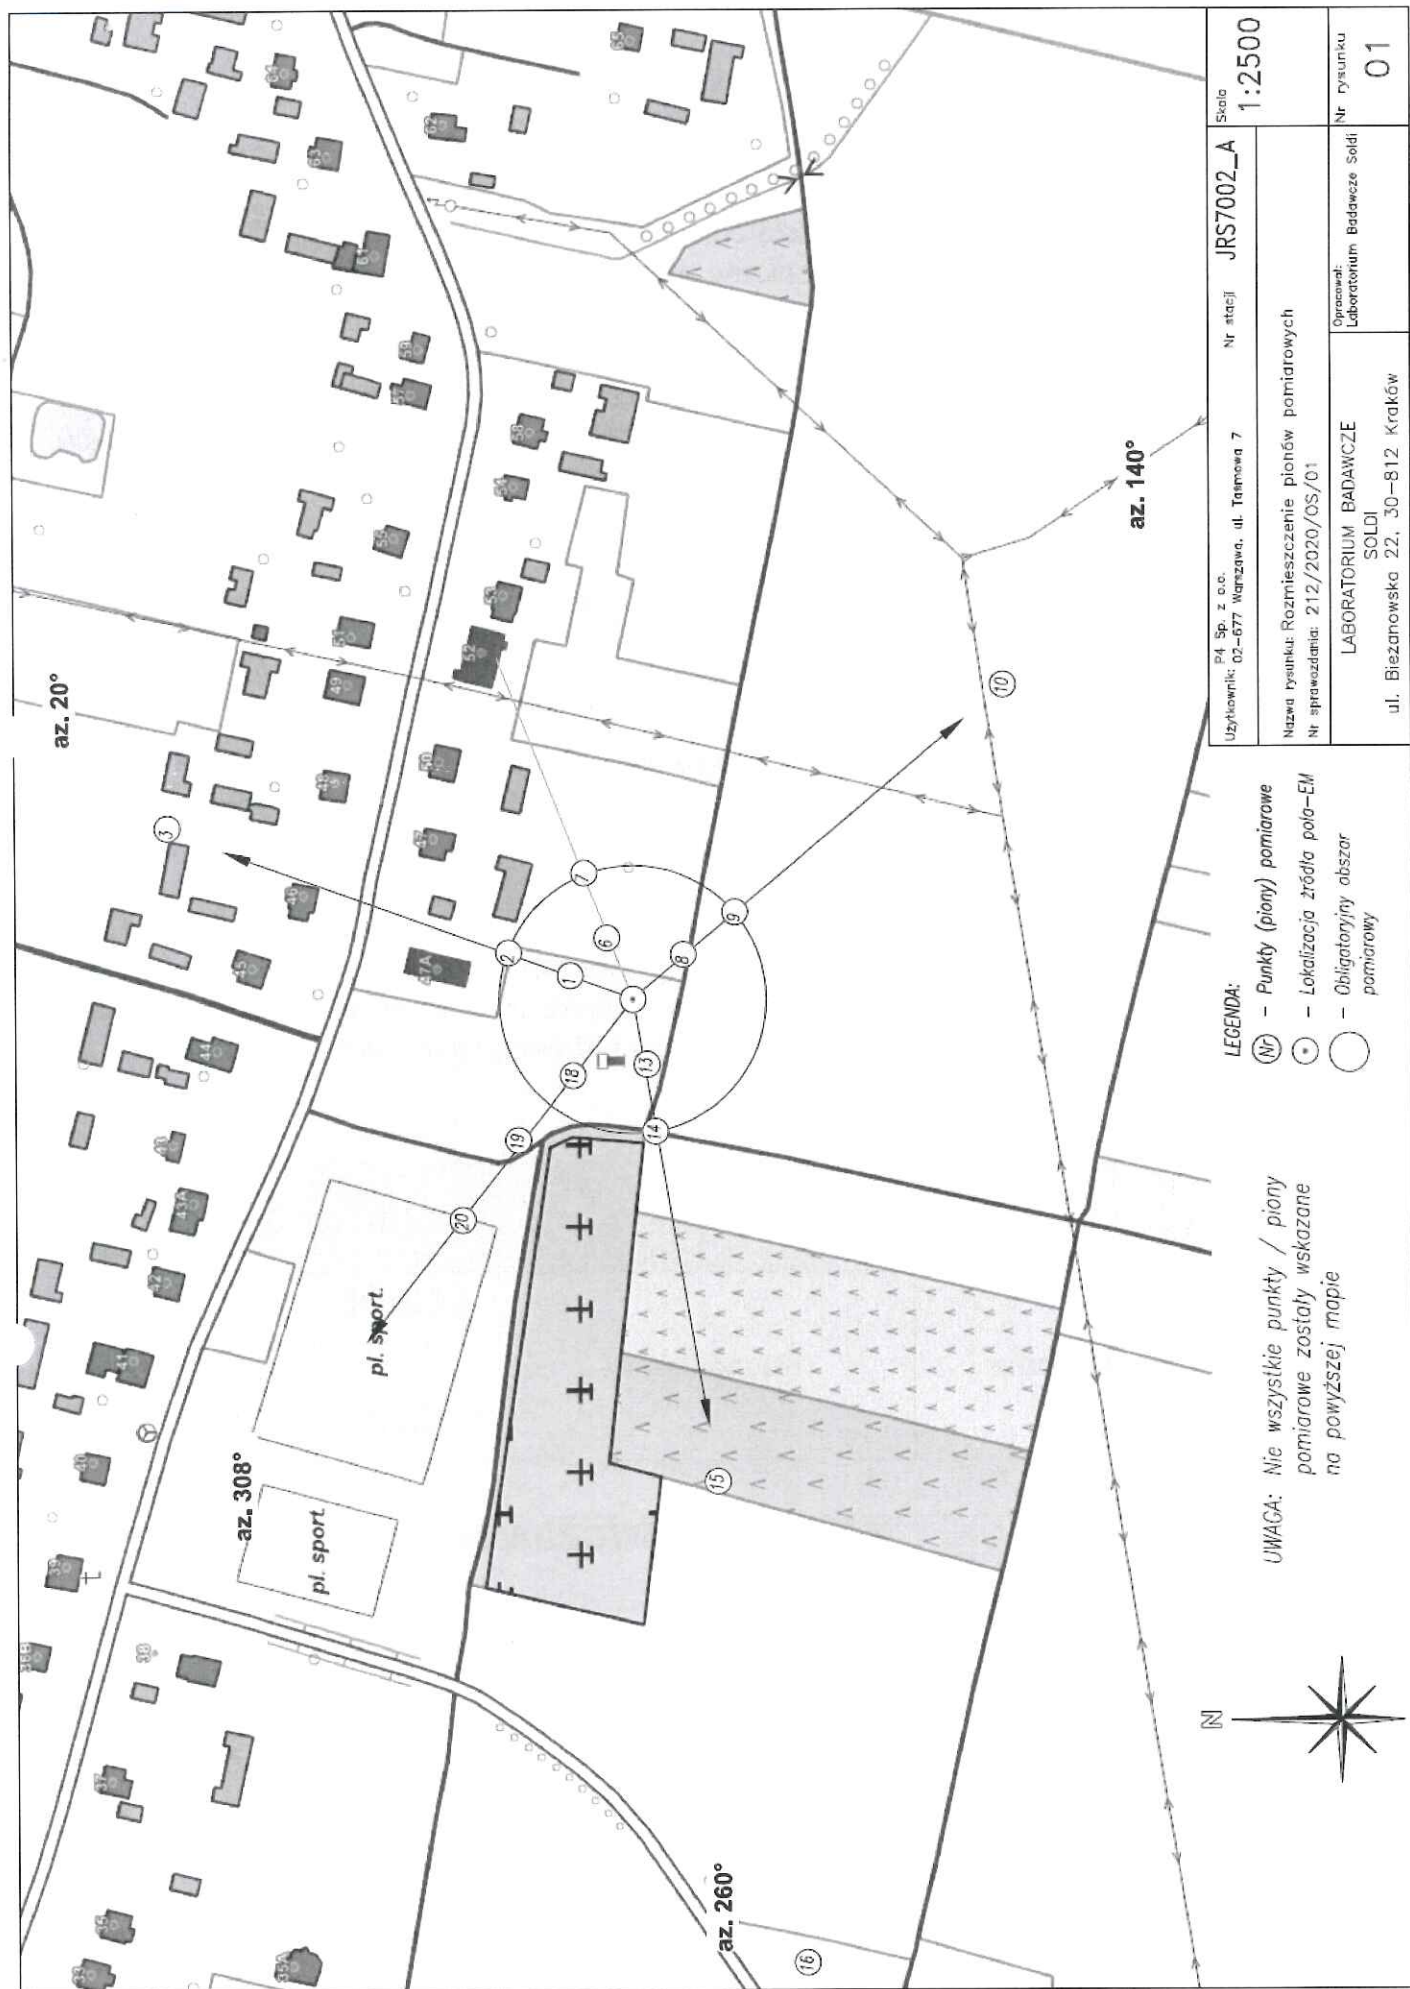 az. 20°
az. 308°
az. 260°
az. 140°
pl. sport.
pl. sport.
33
35
35A
37
38
36B
39
40
41
42
43A
43
44
45
46
47A
47
48
49
50
51
52
53
54
56
57
58
59
61
62
63
64
65
1
2
3
6
7
8
9
10
13
14
15
16
18
19
20
N
UWAGA: Nie wszystkie punkty / piony
pomiarowe zostały wskazane
na powyższej mapie
LEGENDA:
Nr – Punkty (piony) pomiarowe
– Lokalizacja źródła pola–EM
– Obligatoryjny obszar
pomiarowy
Użytkownik: P4 Sp. z o.o.
02–677 Warszawa, ul. Taśmowa 7
Nr stacji JRS7002_A
Skala
1:2500
Nazwa rysunku: Rozmieszczenie pionów pomiarowych
Nr sprawozdania: 212/2020/OS/01
LABORATORIUM BADAWCZE
SOLDI
ul. Bieżanowska 22, 30–812 Kraków
Opracował:
Laboratorium Badawcze Soldi
Nr rysunku
01